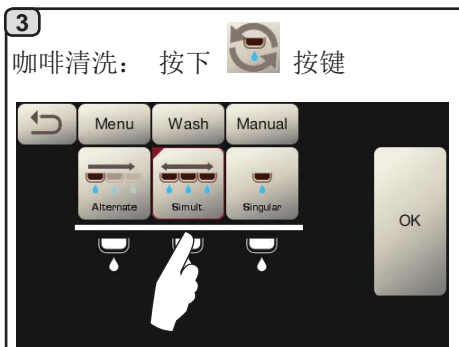 3
咖啡清洗： 按下 按键
Menu Wash Manual
Alternate Simult. Singular
OK